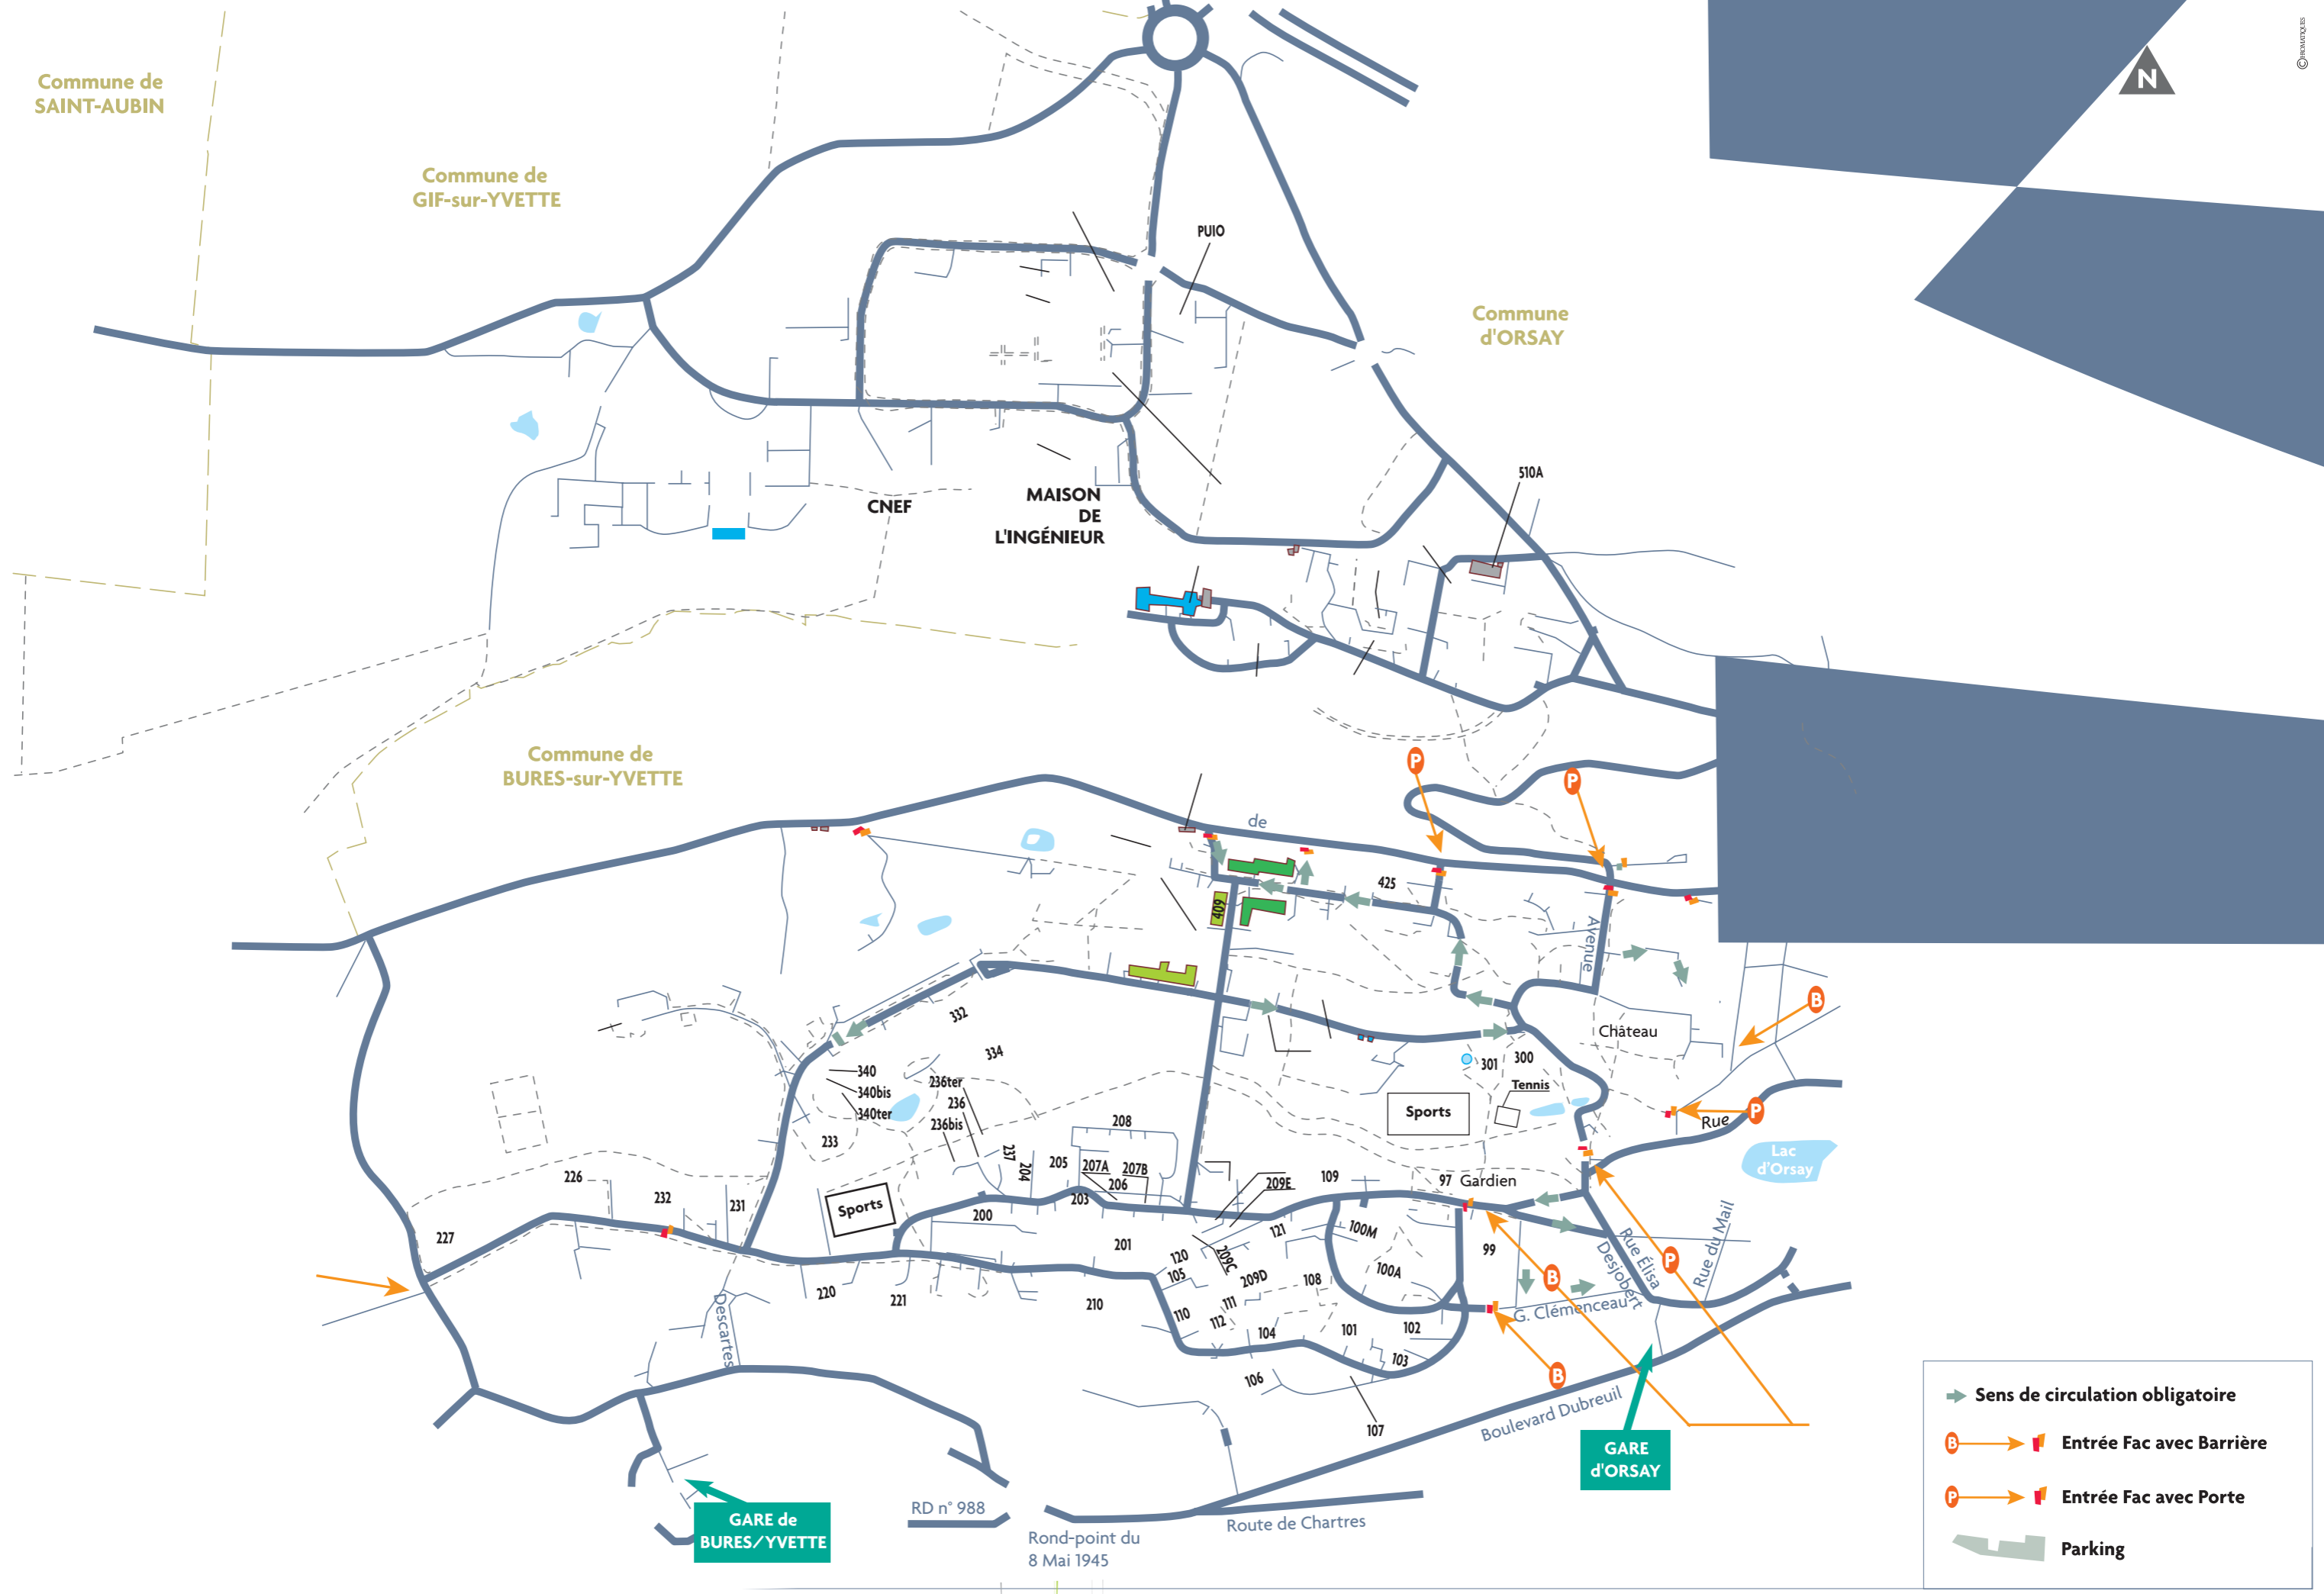 ©HROMATIQUES
N
Commune de
SAINT-AUBIN
Commune de
GIF-sur-YVETTE
PUIO
Commune
d'ORSAY
510A
CNEF
MAISON
DE
L'INGÉNIEUR
Commune de
BURES-sur-YVETTE
P
P
de
425
409
Avenue
B
332
334
Château
301
300
Tennis
Sports
340
340bis
340ter
236ter
236
236bis
233
237
204
208
205
207A
207B
206
203
P
Rue
Lac
d'Orsay
226
232
231
227
Sports
200
201
109
209E
97
Gardien
100M
121
120
105
209C
209D
108
100A
99
Rue Élisa
Desjobert
Rue du Mail
P
B
220
221
210
110
111
112
104
101
102
103
G. Clémenceau
Descartes
106
107
B
Boulevard Dubreuil
GARE
d'ORSAY
RD n° 988
GARE de
BURES/YVETTE
Rond-point du
8 Mai 1945
Route de Chartres
Sens de circulation obligatoire
B
Entrée Fac avec Barrière
P
Entrée Fac avec Porte
Parking